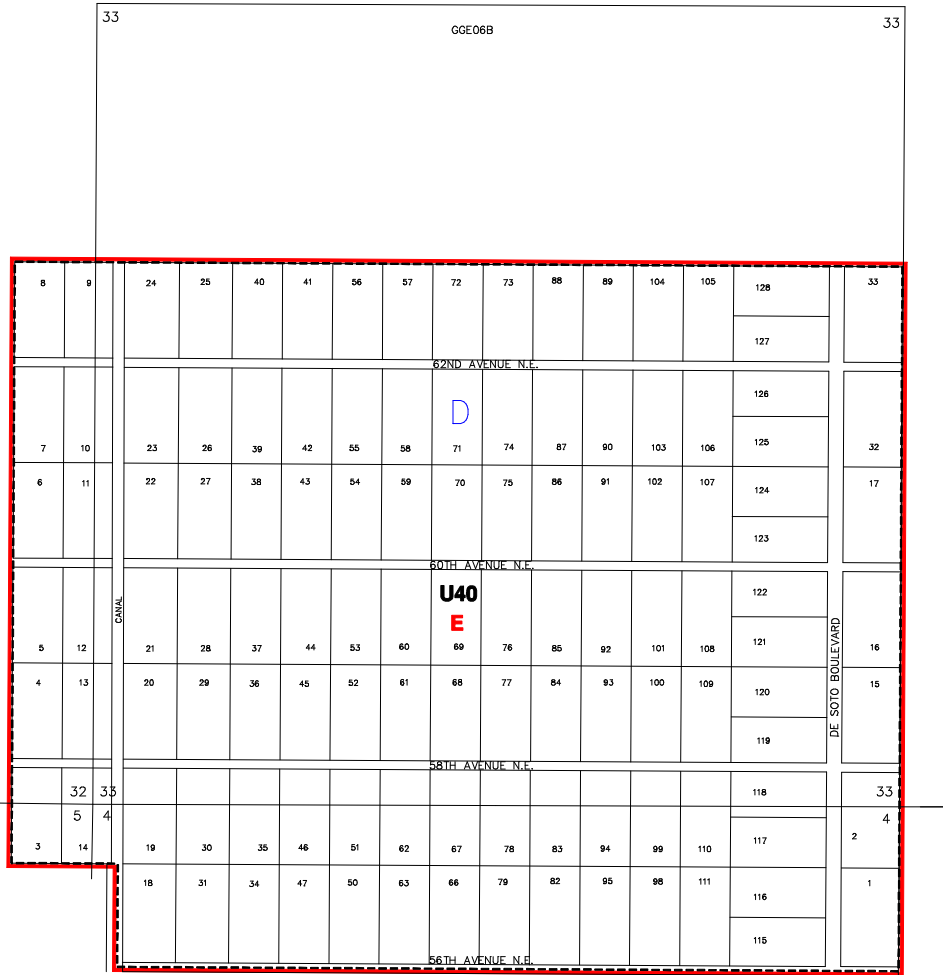 33 33
GGE06B
8 9 24 25 40 41 56 57 72 73 88 89 104 105 128 33
127
62ND AVENUE N.E.
126
D
125
7 10 23 26 39 42 55 58 71 74 87 90 103 106 32
6 11 22 27 38 43 54 59 70 75 86 91 102 107 124 17
123
60TH AVENUE N.E.
U40
122
CANAL
E
121
5 12 21 28 37 44 53 60 69 76 85 92 101 108 16
4 13 20 29 36 45 52 61 68 77 84 93 100 109 120 15
DE SOTO BOULEVARD
119
58TH AVENUE N.E.
32 33 118 33
5 4 4
117 2
3 14 19 30 35 46 51 62 67 78 83 94 99 110
18 31 34 47 50 63 66 79 82 95 98 111 1
116
115
56TH AVENUE N.E.